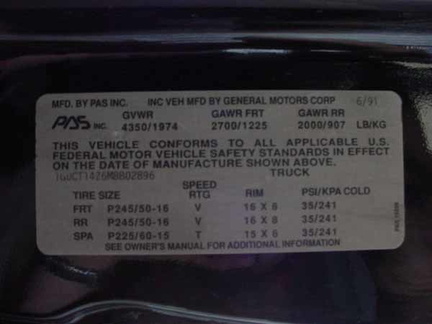 MFD. BY PAS INC. INC VEH MFD BY GENERAL MOTORS CORP 6/91
GVWR GAWR FRT GAWR RR
PAS INC. 4350/1974 2700/1225 2000/907 LB/KG
THIS VEHICLE CONFORMS TO ALL APPLICABLE U.S.
FEDERAL MOTOR VEHICLE SAFETY STANDARDS IN EFFECT
ON THE DATE OF MANUFACTURE SHOWN ABOVE.
TRUCK
SPEED
TIRE SIZE RTG RIM PSI/KPA COLD
FRT P245/50-16 V 16 X 8 35/241
RR P245/50-16 V 16 X 8 35/241
SPA P225/60-15 T 15 X 6 35/241
SEE OWNER'S MANUAL FOR ADDITIONAL INFORMATION